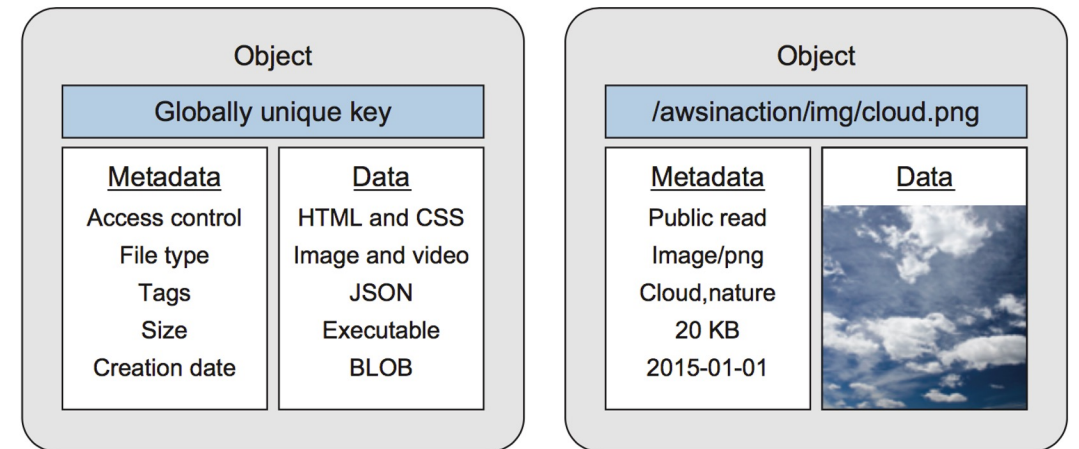 Object
Globally unique key
Metadata
Access control
File type
Tags
Size
Creation date
Data
HTML and CSS
Image and video
JSON
Executable
BLOB
Object
/awsinaction/img/cloud.png
Metadata
Public read
Image/png
Cloud,nature
20 KB
2015-01-01
Data